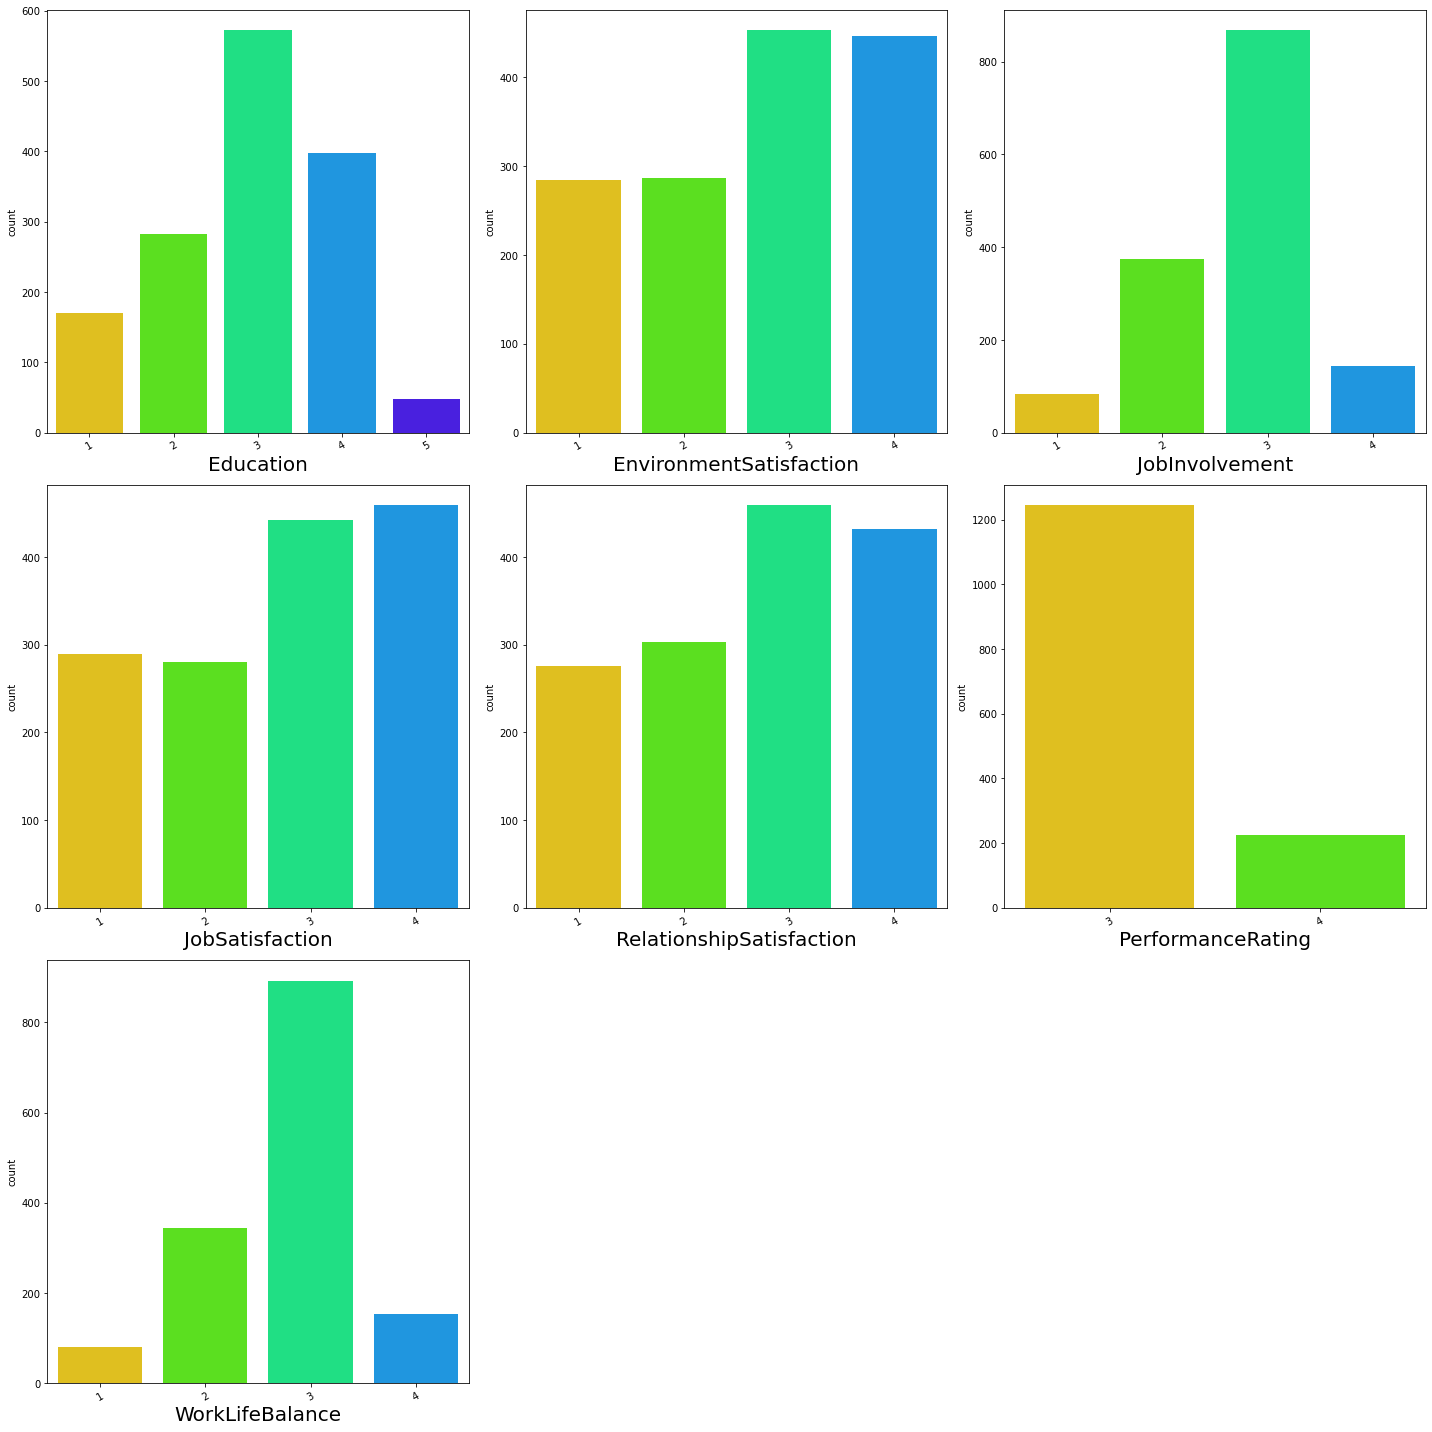 600
500
400
300
200
100
0
count
1 2 3 4 5
Education
400
300
200
100
0
count
1 2 3 4
EnvironmentSatisfaction
800
600
400
200
0
count
1 2 3 4
JobInvolvement
400
300
200
100
0
count
1 2 3 4
JobSatisfaction
400
300
200
100
0
count
1 2 3 4
RelationshipSatisfaction
1200
1000
800
600
400
200
0
count
3 4
PerformanceRating
800
600
400
200
0
count
1 2 3 4
WorkLifeBalance